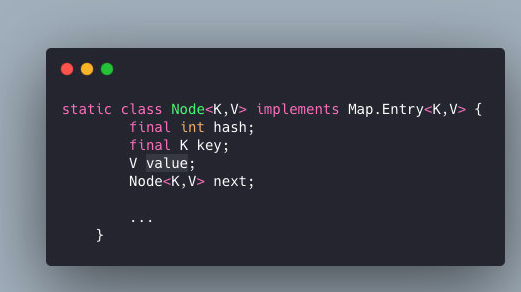 static class Node<K,V> implements Map.Entry<K,V> {
final int hash;
final K key;
V value;
Node<K,V> next;
...
}